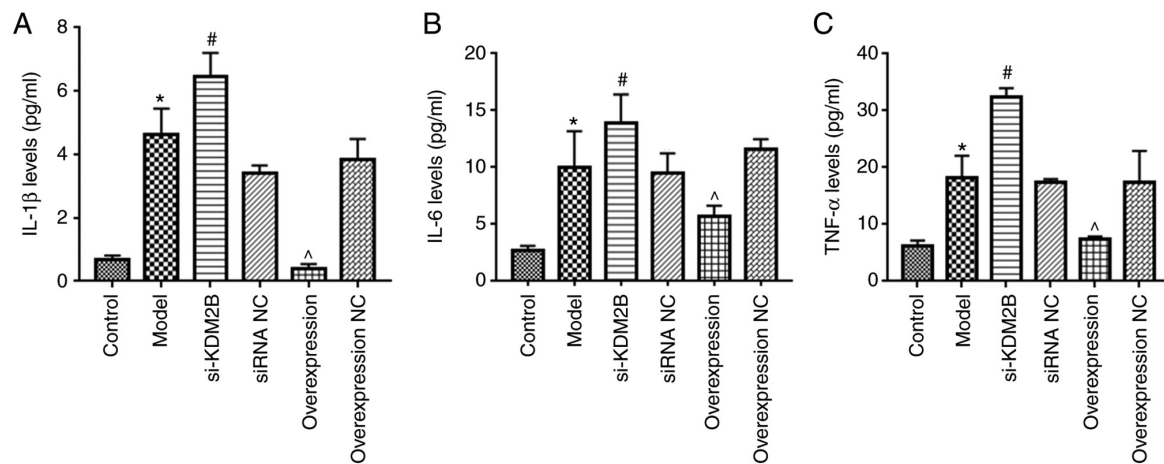 A
IL-1β levels (pg/ml)
8
6
4
2
0
*
#
^
Control
Model
si-KDM2B
siRNA NC
Overexpression
Overexpression NC
B
IL-6 levels (pg/ml)
20
15
10
5
0
*
#
^
Control
Model
si-KDM2B
siRNA NC
Overexpression
Overexpression NC
C
TNF-α levels (pg/ml)
40
30
20
10
0
*
#
^
Control
Model
si-KDM2B
siRNA NC
Overexpression
Overexpression NC